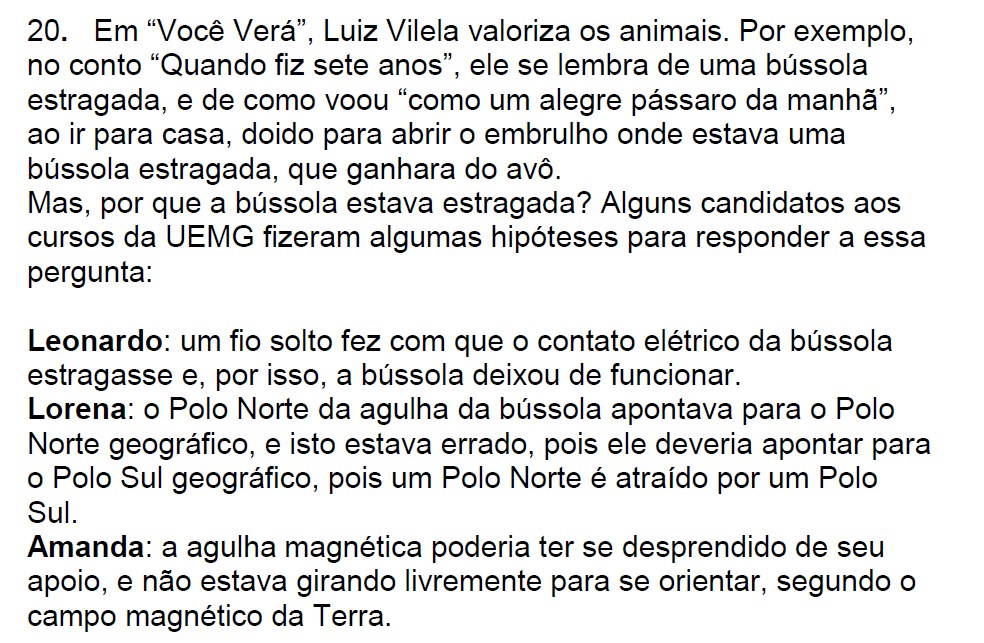 20. Em “Você Verá”, Luiz Vilela valoriza os animais. Por exemplo,
no conto “Quando fiz sete anos”, ele se lembra de uma bússola
estragada, e de como voou “como um alegre pássaro da manhã”,
ao ir para casa, doido para abrir o embrulho onde estava uma
bússola estragada, que ganhara do avô.
Mas, por que a bússola estava estragada? Alguns candidatos aos
cursos da UEMG fizeram algumas hipóteses para responder a essa
pergunta:
Leonardo: um fio solto fez com que o contato elétrico da bússola
estragasse e, por isso, a bússola deixou de funcionar.
Lorena: o Polo Norte da agulha da bússola apontava para o Polo
Norte geográfico, e isto estava errado, pois ele deveria apontar para
o Polo Sul geográfico, pois um Polo Norte é atraído por um Polo
Sul.
Amanda: a agulha magnética poderia ter se desprendido de seu
apoio, e não estava girando livremente para se orientar, segundo o
campo magnético da Terra.